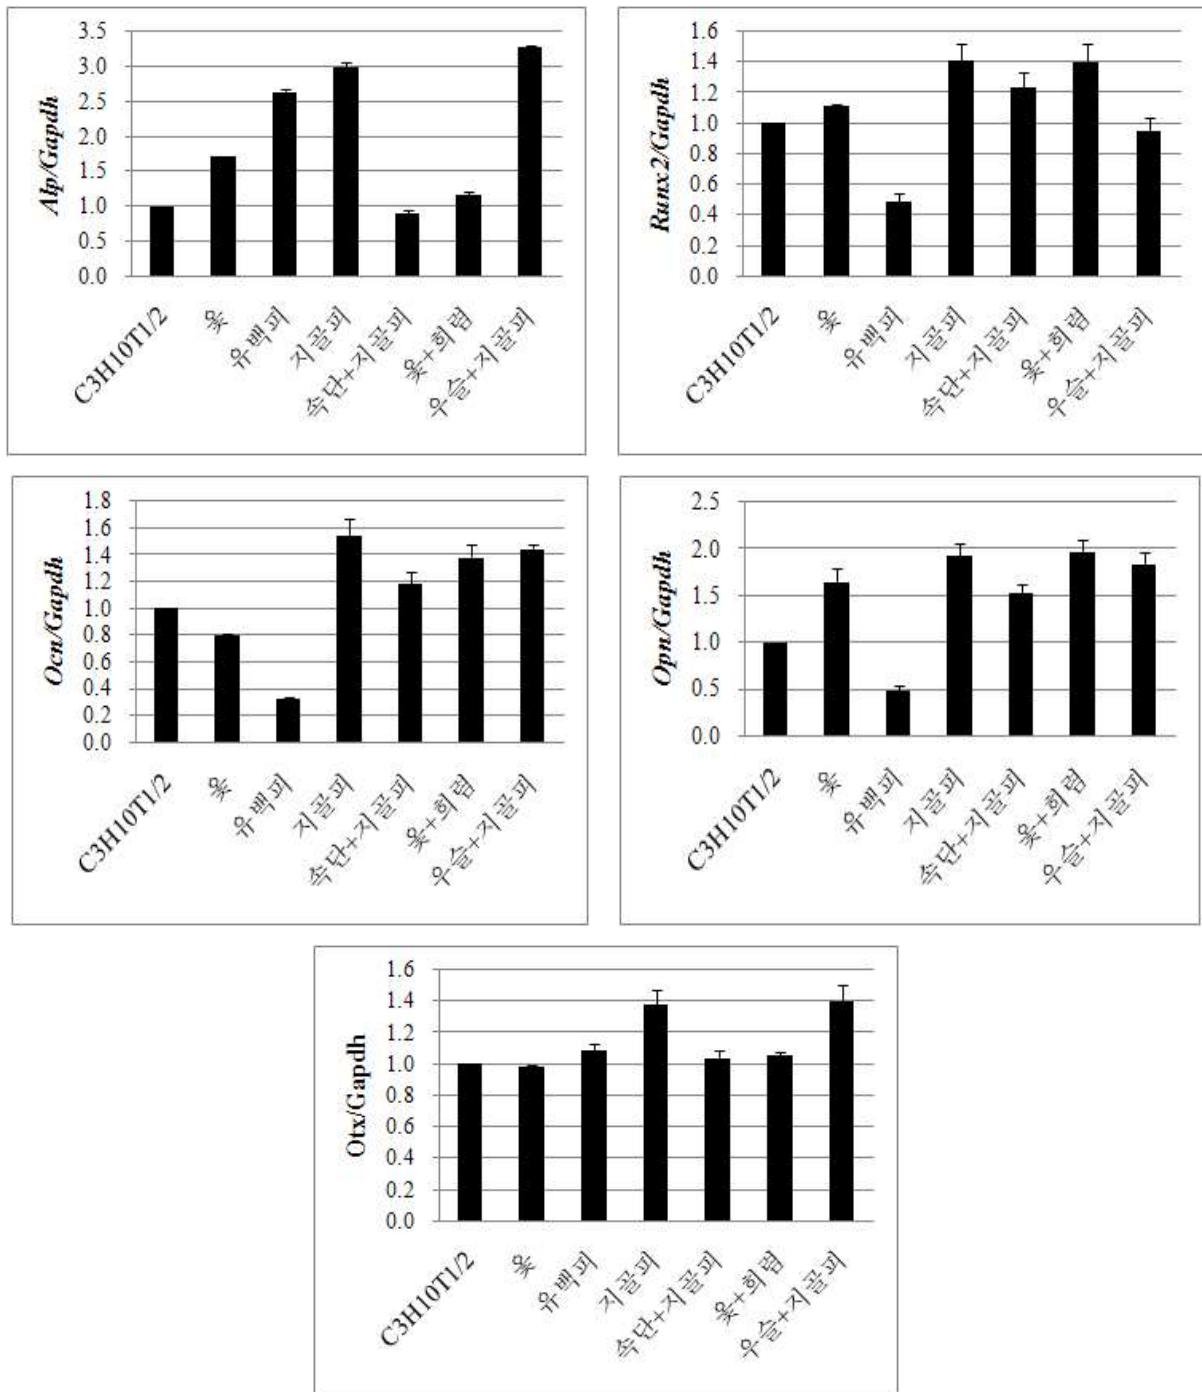 Alp/Gapdh
3.5
3.0
2.5
2.0
1.5
1.0
0.5
0.0
C3H10T1/2
옻
유백피
지골피
속단+지골피
옻+희렴
우슬+지골피
Runx2/Gapdh
1.6
1.4
1.2
1.0
0.8
0.6
0.4
0.2
0.0
C3H10T1/2
옻
유백피
지골피
속단+지골피
옻+희렴
우슬+지골피
Ocn/Gapdh
1.8
1.6
1.4
1.2
1.0
0.8
0.6
0.4
0.2
0.0
C3H10T1/2
옻
유백피
지골피
속단+지골피
옻+희렴
우슬+지골피
Opn/Gapdh
2.5
2.0
1.5
1.0
0.5
0.0
C3H10T1/2
옻
유백피
지골피
속단+지골피
옻+희렴
우슬+지골피
Otx/Gapdh
1.6
1.4
1.2
1.0
0.8
0.6
0.4
0.2
0.0
C3H10T1/2
옻
유백피
지골피
속단+지골피
옻+희렴
우슬+지골피